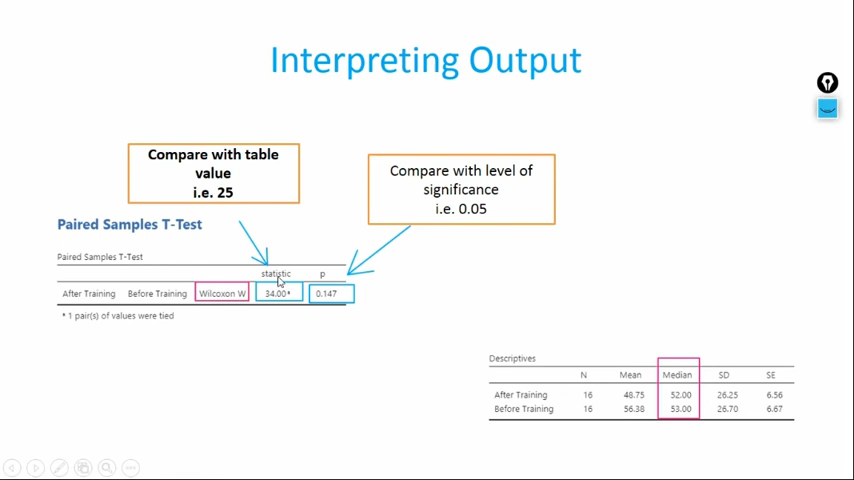 Interpreting Output
Compare with table
value
i.e. 25
Compare with level of
significance
i.e. 0.05
Paired Samples T-Test
Paired Samples T-Test
statistic p
After Training Before Training Wilcoxon W 34.00* 0.147
* 1 pair(s) of values were tied
Descriptives
N Mean Median SD SE
After Training 16 48.75 52.00 26.25 6.56
Before Training 16 56.38 53.00 26.70 6.67